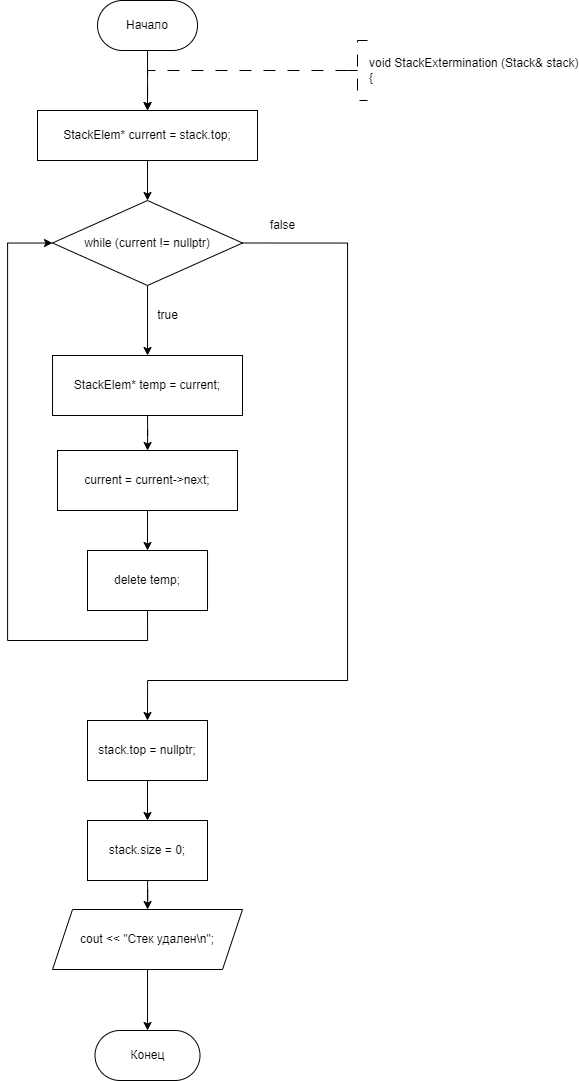 Начало
void StackExtermination (Stack& stack)
{
StackElem* current = stack.top;
while (current != nullptr)
false
true
StackElem* temp = current;
current = current->next;
delete temp;
stack.top = nullptr;
stack.size = 0;
cout << "Стек удален\n";
Конец